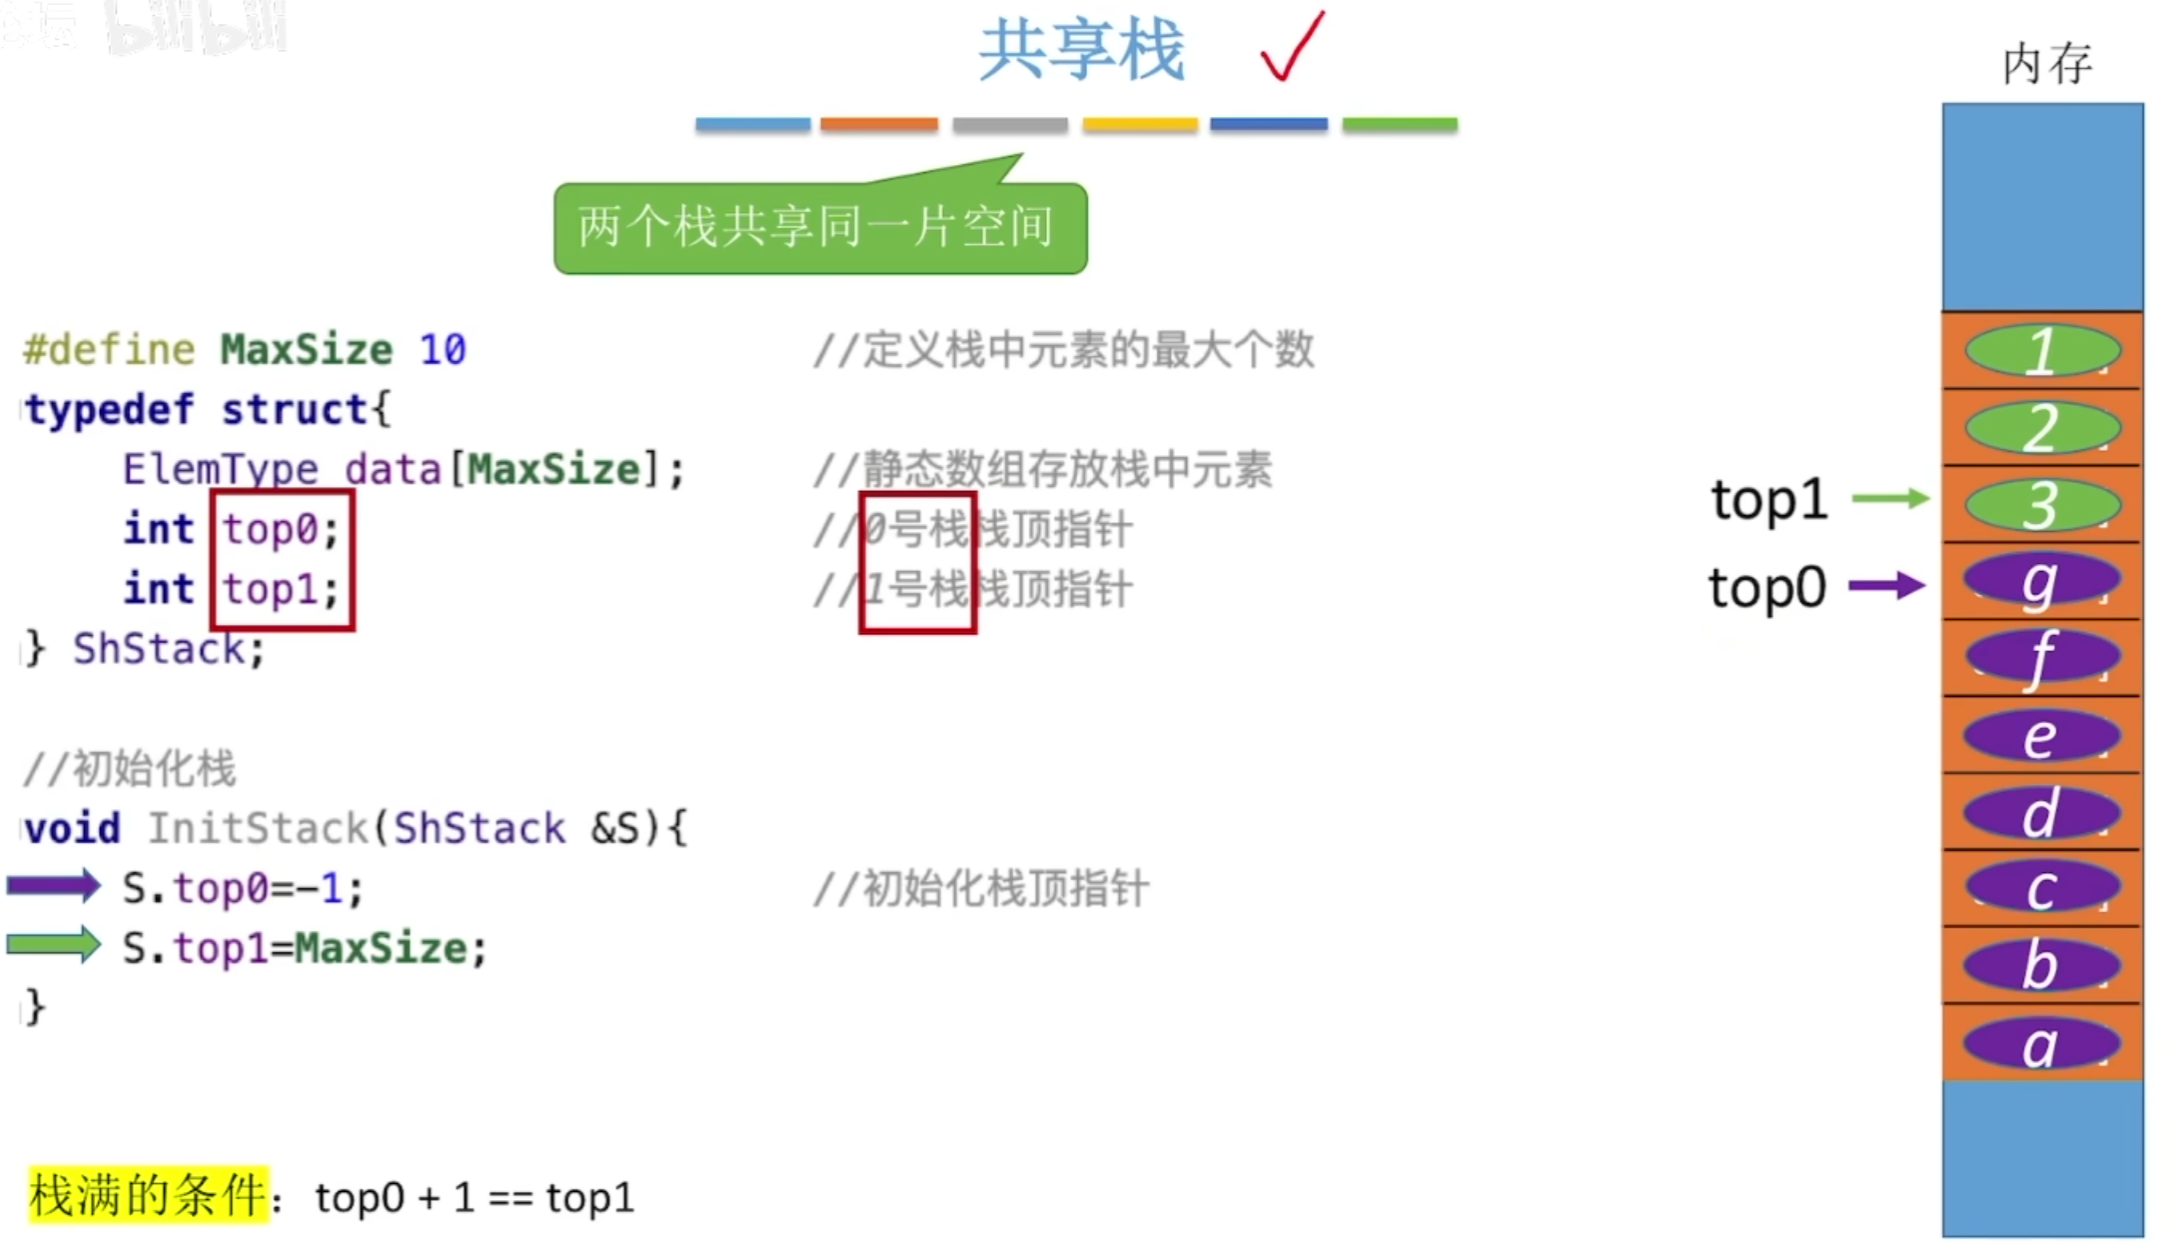 bilibili
共享栈
内存
两个栈共享同一片空间
#define MaxSize 10 //定义栈中元素的最大个数
typedef struct{
ElemType data[MaxSize]; //静态数组存放栈中元素
int top0; //0号栈栈顶指针
int top1; //1号栈栈顶指针
} ShStack;
//初始化栈
void InitStack(ShStack &S){
S.top0=-1; //初始化栈顶指针
S.top1=MaxSize;
}
栈满的条件：top0 + 1 == top1
top1
top0
1
2
3
g
f
e
d
c
b
a